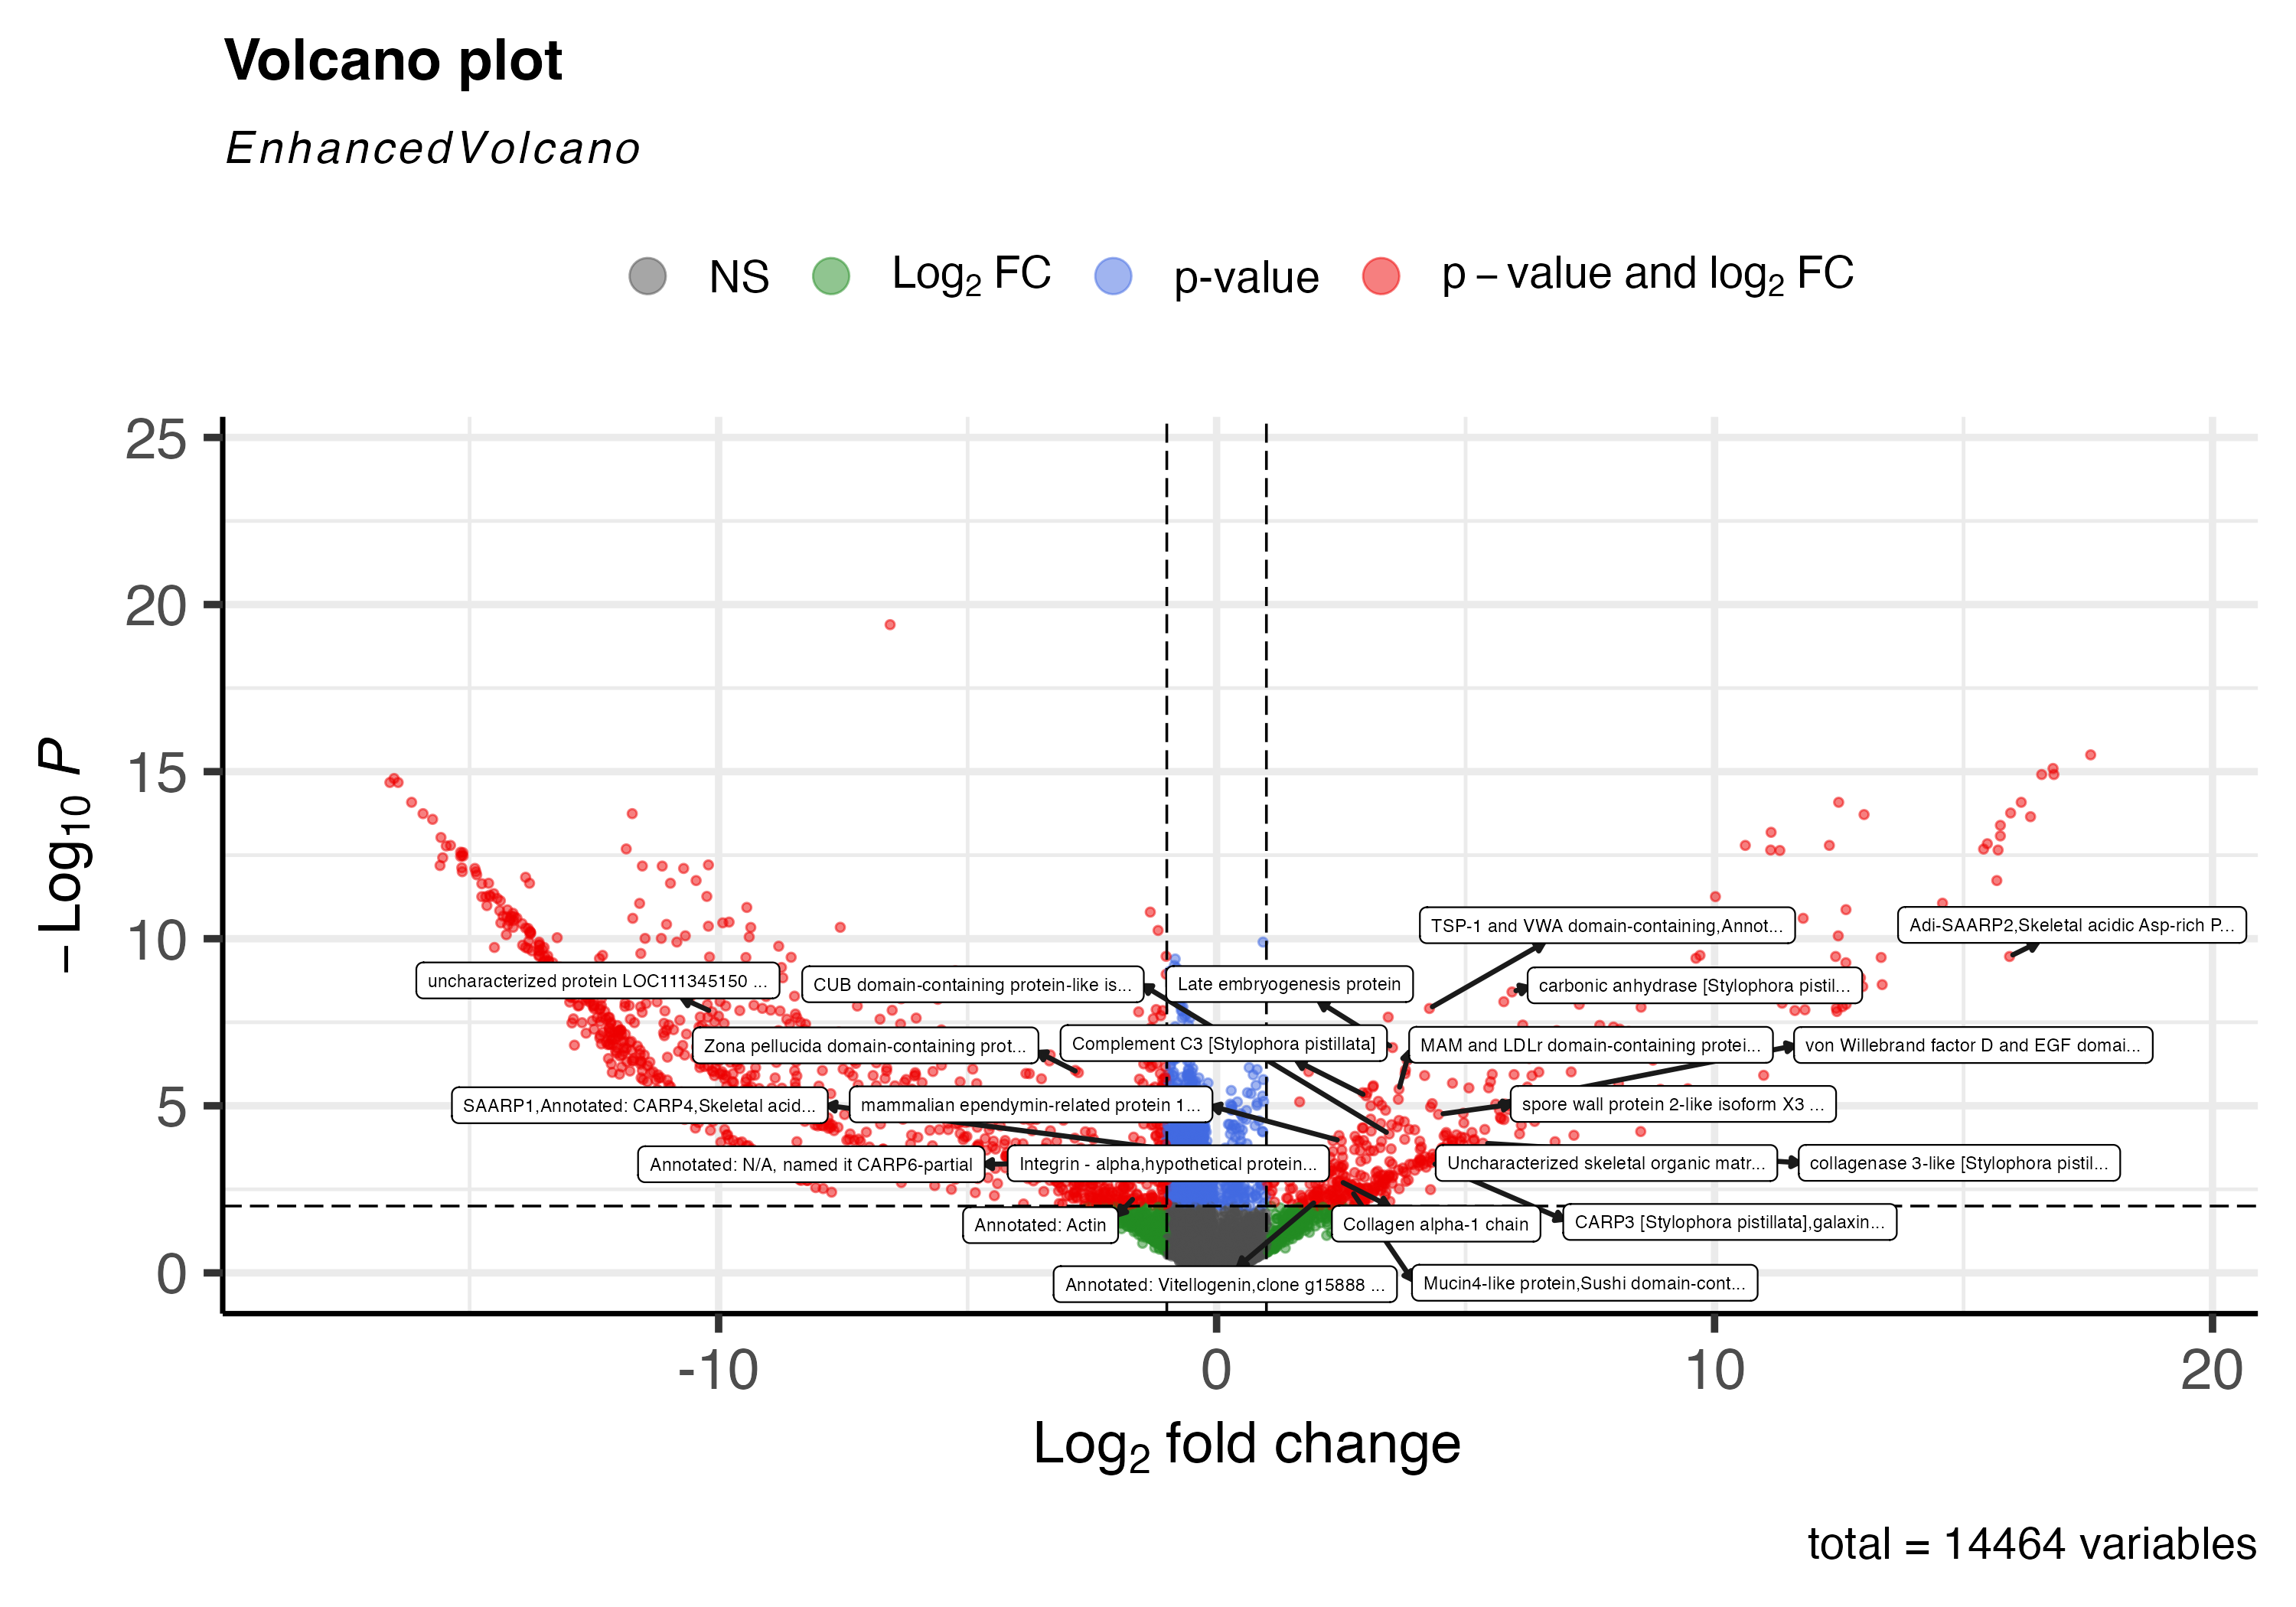 Volcano plot
EnhancedVolcano
NS Log2 FC p-value p – value and log2 FC
25
20
15
10
5
0
– Log10 P
TSP-1 and VWA domain-containing,Annot...
Adi-SAARP2,Skeletal acidic Asp-rich P...
uncharacterized protein LOC111345150 ...
CUB domain-containing protein-like is...
Late embryogenesis protein
carbonic anhydrase [Stylophora pistil...
Zona pellucida domain-containing prot...
Complement C3 [Stylophora pistillata]
MAM and LDLr domain-containing protei...
von Willebrand factor D and EGF domai...
SAARP1,Annotated: CARP4,Skeletal acid...
mammalian ependymin-related protein 1...
spore wall protein 2-like isoform X3 ...
Annotated: N/A, named it CARP6-partial
Integrin - alpha,hypothetical protein...
Uncharacterized skeletal organic matr...
collagenase 3-like [Stylophora pistil...
Annotated: Actin
Collagen alpha-1 chain
CARP3 [Stylophora pistillata],galaxin...
Annotated: Vitellogenin,clone g15888 ...
Mucin4-like protein,Sushi domain-cont...
-10 0 10 20
Log2 fold change
total = 14464 variables